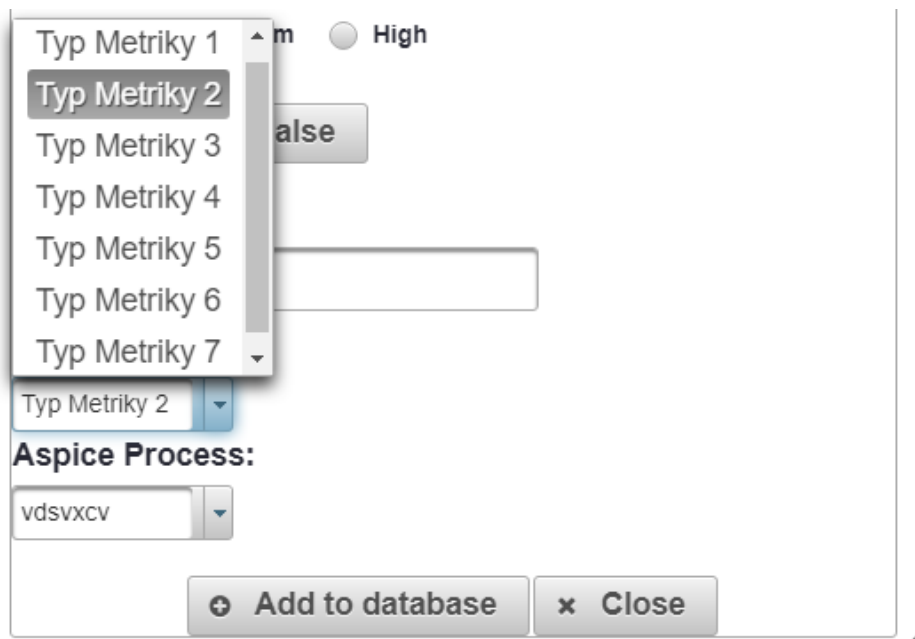 Typ Metriky 1
m High
Typ Metriky 2
Typ Metriky 3
alse
Typ Metriky 4
Typ Metriky 5
Typ Metriky 6
Typ Metriky 7
Typ Metriky 2
Aspice Process:
vdsvxcv
Add to database
Close